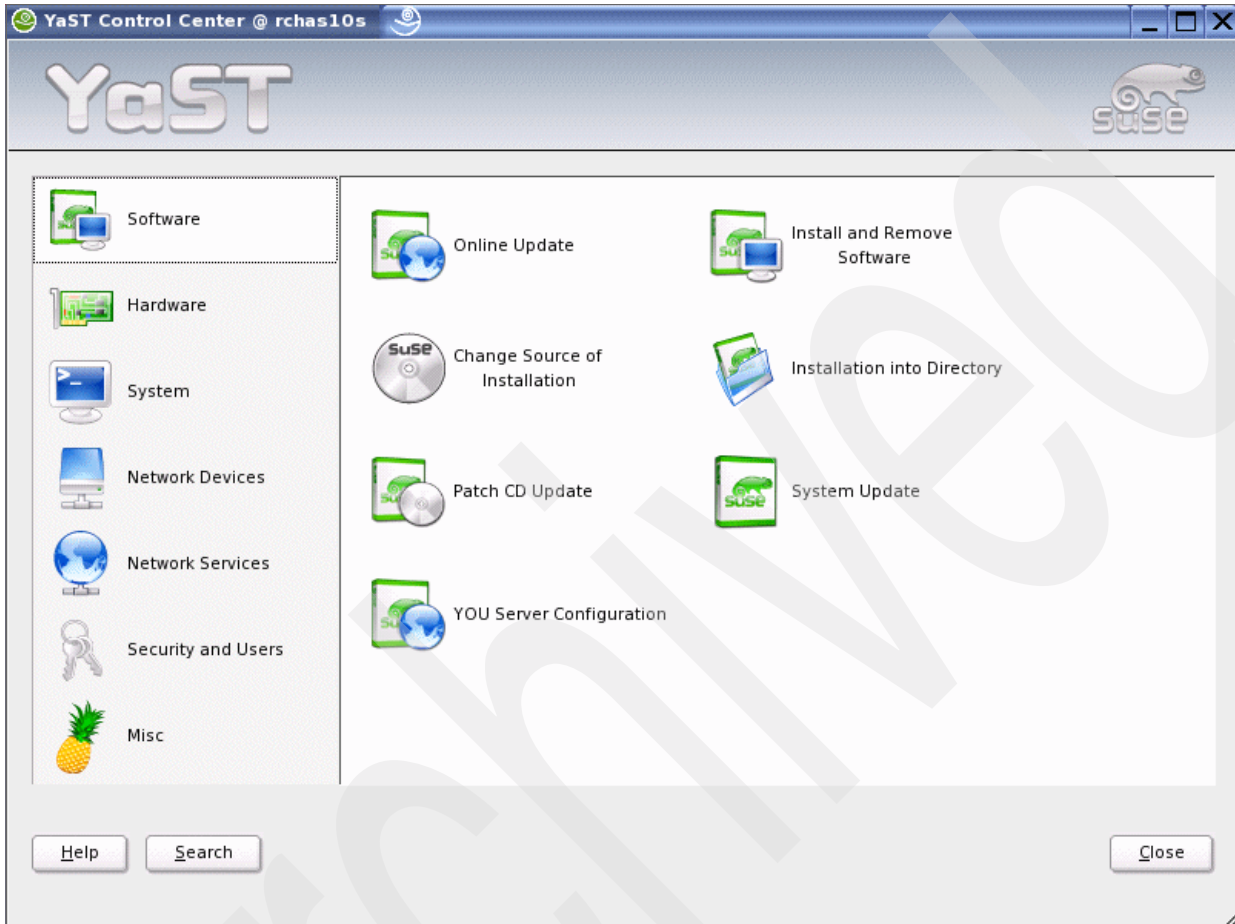 YaST Control Center @ rchas10s
YaST
SUSE
Software
Hardware
System
Network Devices
Network Services
Security and Users
Misc
Online Update
Install and Remove
Software
SUSE
Change Source of
Installation
Installation into Directory
Patch CD Update
SUSE
System Update
YOU Server Configuration
Help
Search
Close
rchived